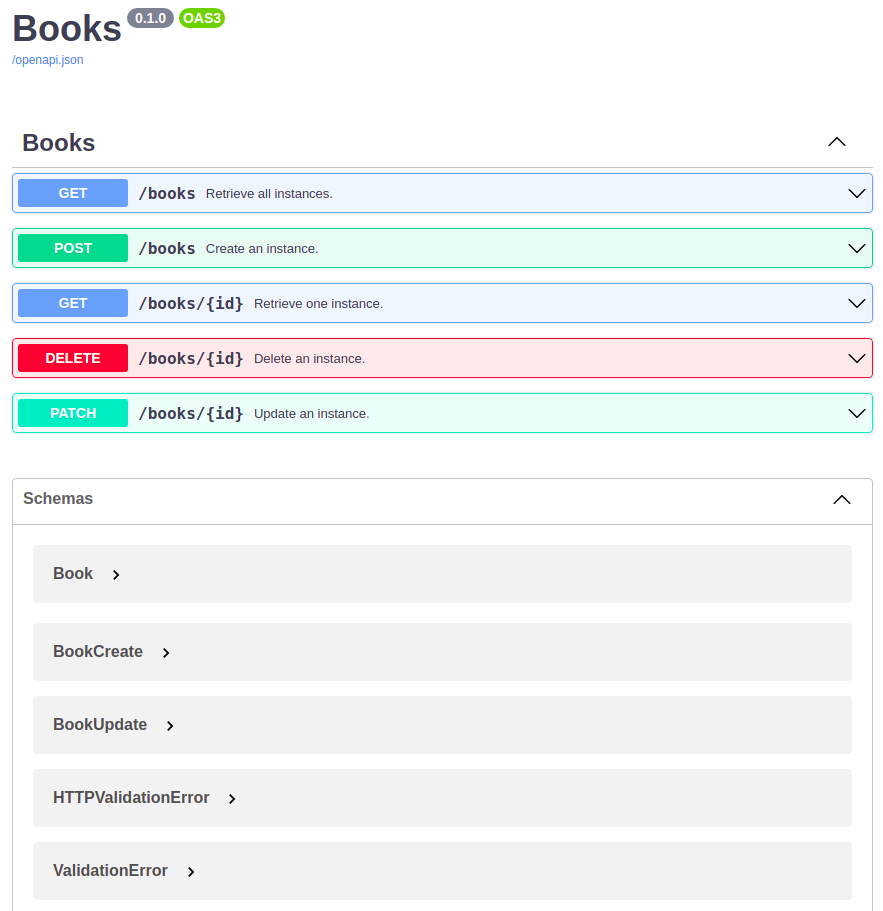 Books 0.1.0 OAS3
/openapi.json
Books
GET /books Retrieve all instances.
POST /books Create an instance.
GET /books/{id} Retrieve one instance.
DELETE /books/{id} Delete an instance.
PATCH /books/{id} Update an instance.
Schemas
Book
BookCreate
BookUpdate
HTTPValidationError
ValidationError